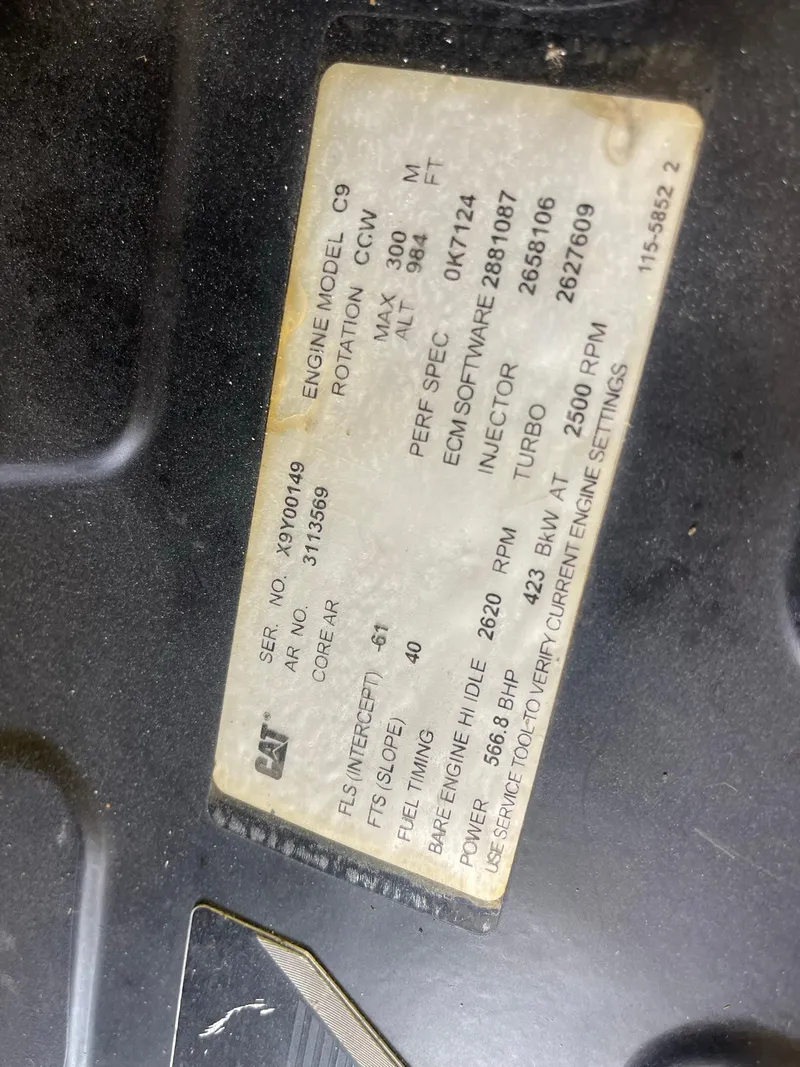 CAT®
SER. NO. X9Y00149
AR NO. 3113569
CORE AR
ENGINE MODEL C9
ROTATION CCW
MAX 300 M
ALT 984 FT
FLS (INTERCEPT) -61
FTS (SLOPE) 40
FUEL TIMING
PERF SPEC 0K7124
ECM SOFTWARE 2881087
INJECTOR 2658106
TURBO 2627609
BARE ENGINE HI IDLE 2620 RPM
POWER 566.8 BHP 423 BkW AT 2500 RPM
USE SERVICE TOOL TO VERIFY CURRENT ENGINE SETTINGS
115-5852 2